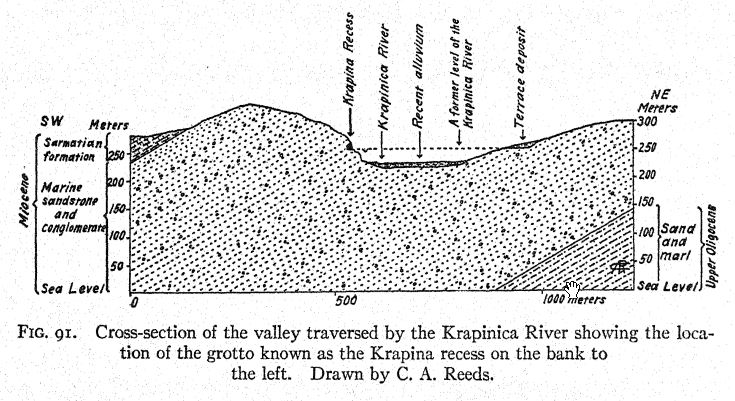 Krapina Recess
Krapinica River
Recent alluvium
A former level of the
Krapinica River
Terrace deposit
SW
Meters
NE
Meters
Miocene
Sarmatian
formation
Marine
sandstone
and
Conglomerate
Sea Level
250
200
150
100
50
300
250
200
150
100
50
Sea Level
Sand
and
marl
Upper Oligocene
0
500
1000 meters
FIG. 91. Cross-section of the valley traversed by the Krapinica River showing the loca-
tion of the grotto known as the Krapina recess on the bank to
the left. Drawn by C. A. Reeds.